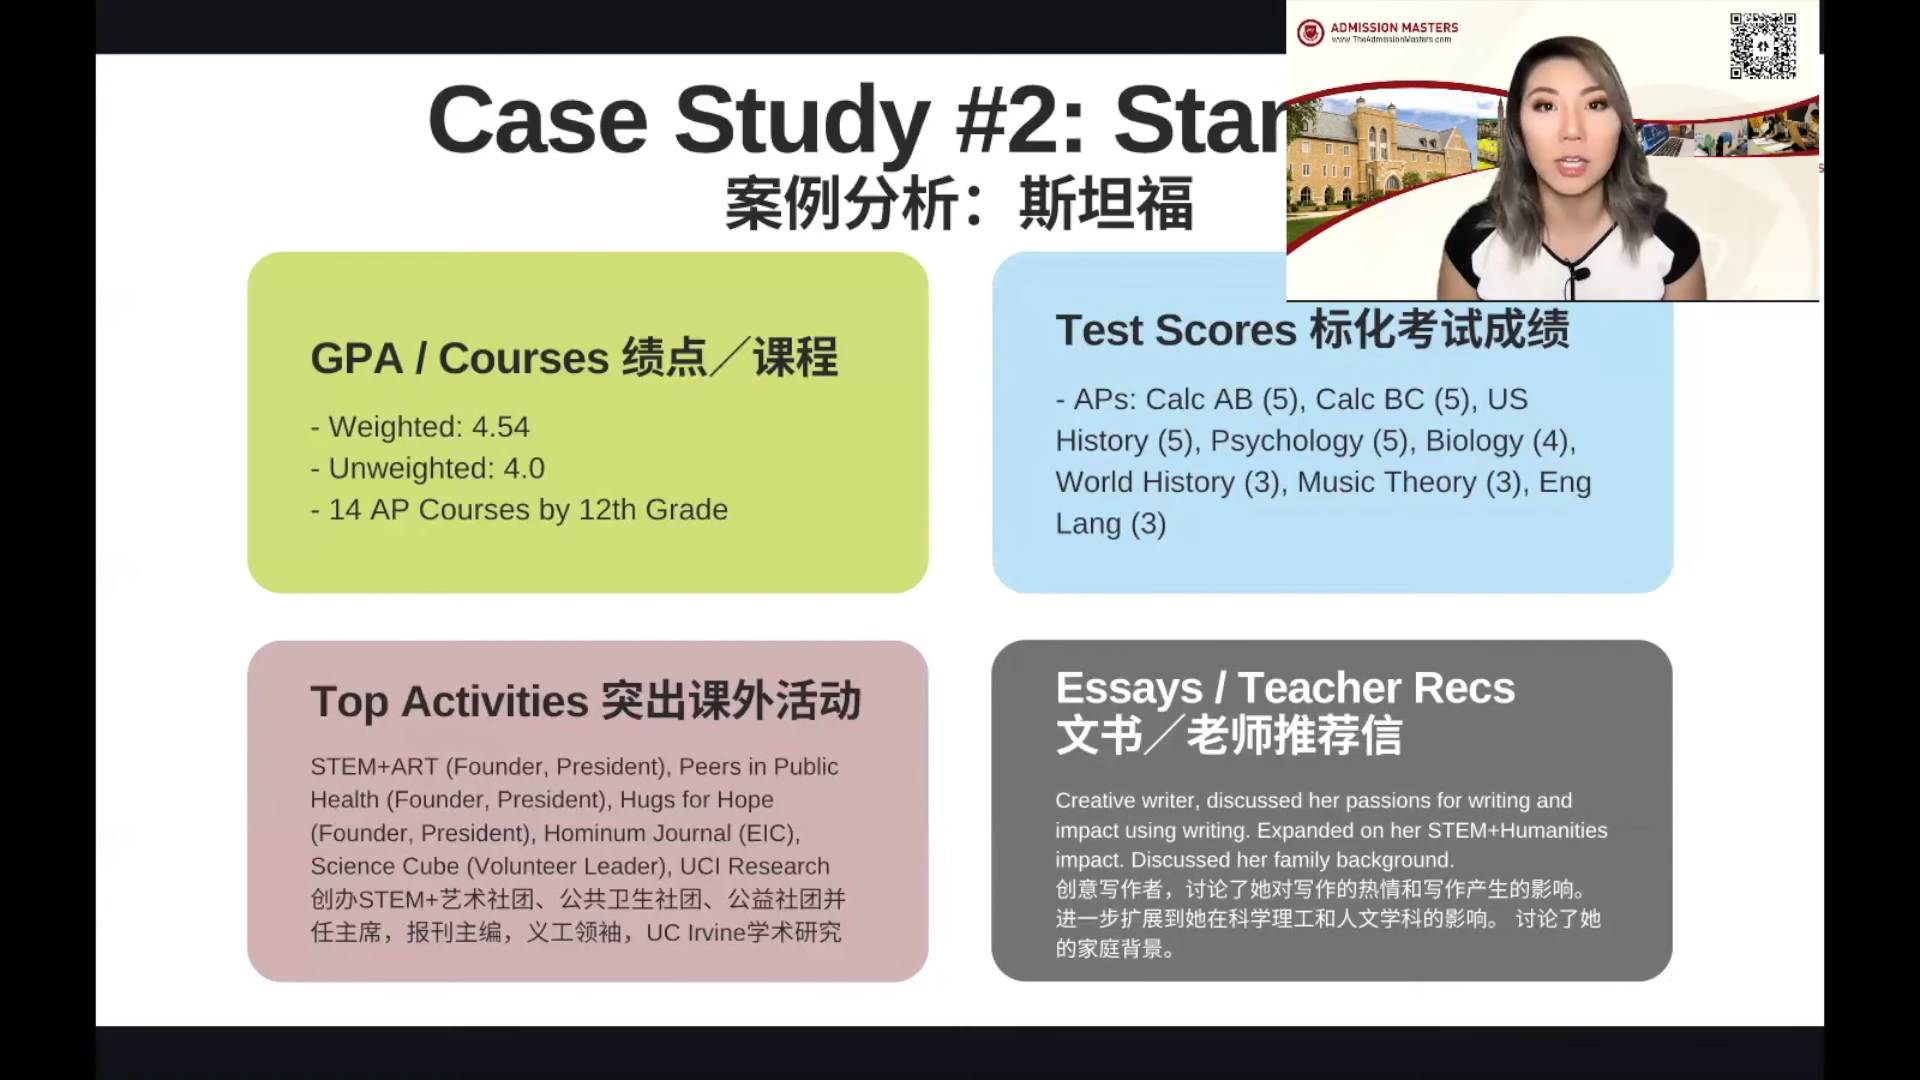 ADMISSION MASTERS
www.TheAdmissionMasters.com
Case Study #2:
案例分析：斯坦福
GPA / Courses 绩点／课程
- Weighted: 4.54
- Unweighted: 4.0
- 14 AP Courses by 12th Grade
Test Scores 标化考试成绩
- APs: Calc AB (5), Calc BC (5), US
History (5), Psychology (5), Biology (4),
World History (3), Music Theory (3), Eng
Lang (3)
Top Activities 突出课外活动
STEM+ART (Founder, President), Peers in Public
Health (Founder, President), Hugs for Hope
(Founder, President), Hominum Journal (EIC),
Science Cube (Volunteer Leader), UCI Research
创办STEM+艺术社团、公共卫生社团、公益社团并
任主席，报刊主编，义工领袖，UC Irvine学术研究
Essays / Teacher Recs
文书／老师推荐信
Creative writer, discussed her passions for writing and
impact using writing. Expanded on her STEM+Humanities
impact. Discussed her family background.
创意写作者，讨论了她对写作的热情和写作产生的影响。
进一步扩展到她在科学理工和人文学科的影响。 讨论了她
的家庭背景。